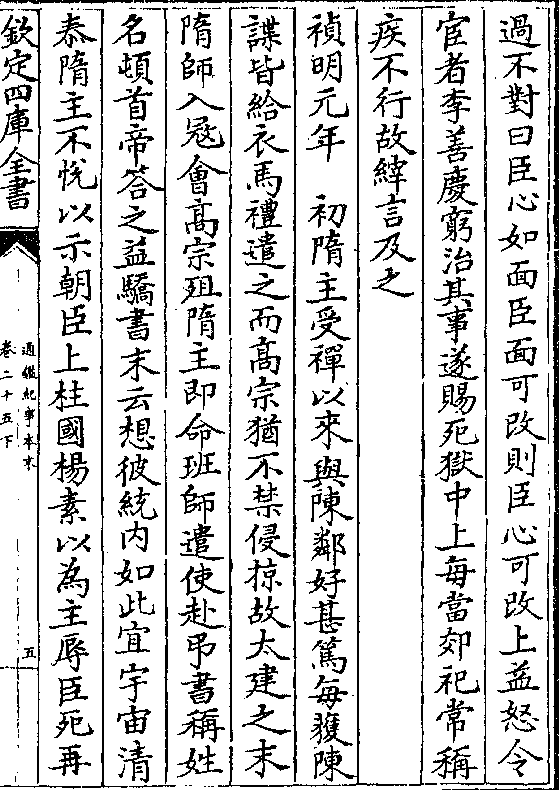 過不對曰臣心如面臣面可改則臣心可改上益怒令
宦者李善慶窮治其事遂賜死獄中上每當郊祀常稱
疾不行故縡言及之
禎明元年　初隋主受禪以來與陳鄰好甚篤每獲陳
諜皆給衣馬禮遣之而髙宗猶不禁侵掠故太建之末
隋師入冦會髙宗殂隋主即命班師遣使赴弔書稱姓
名頓首帝答之益驕書末云想彼統内如此宜宇宙清
泰隋主不悅以示朝臣上柱國楊素以為主辱臣死再
欽定四庫全書
通鑑紀事本末
卷二十五下
五